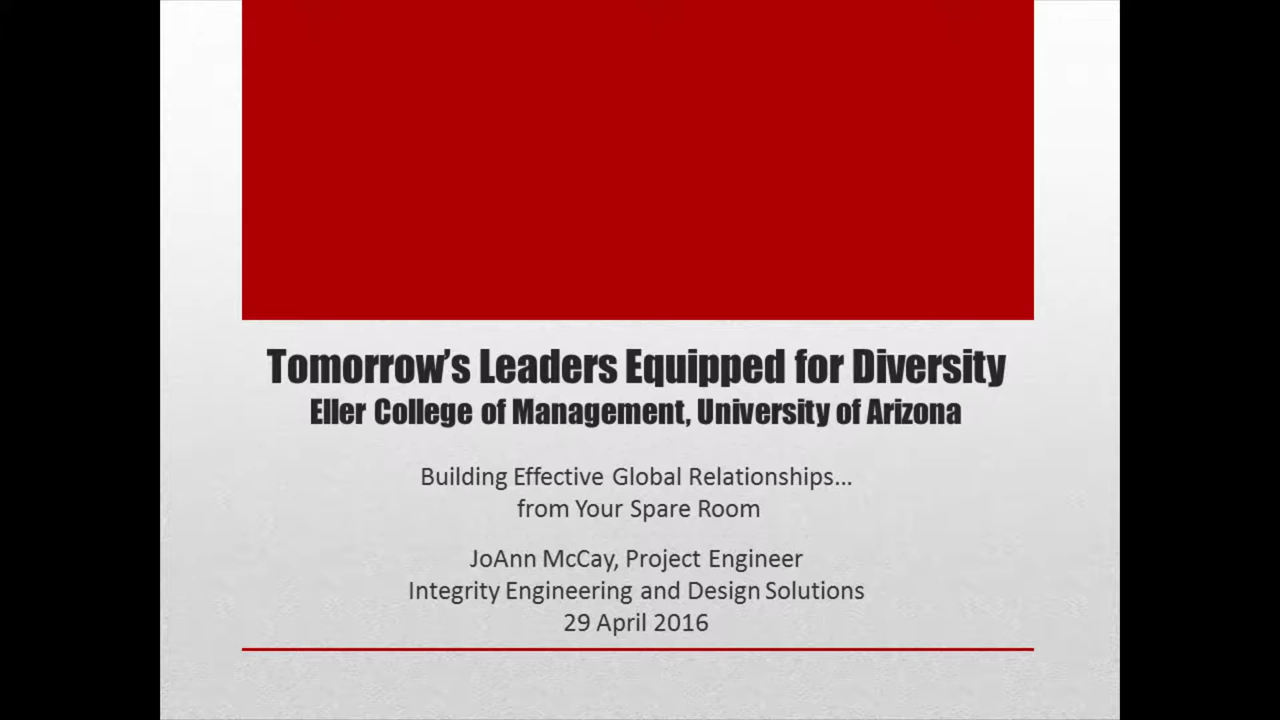 Tomorrow's Leaders Equipped for Diversity
Eller College of Management, University of Arizona
Building Effective Global Relationships...
from Your Spare Room
JoAnn McCay, Project Engineer
Integrity Engineering and Design Solutions
29 April 2016